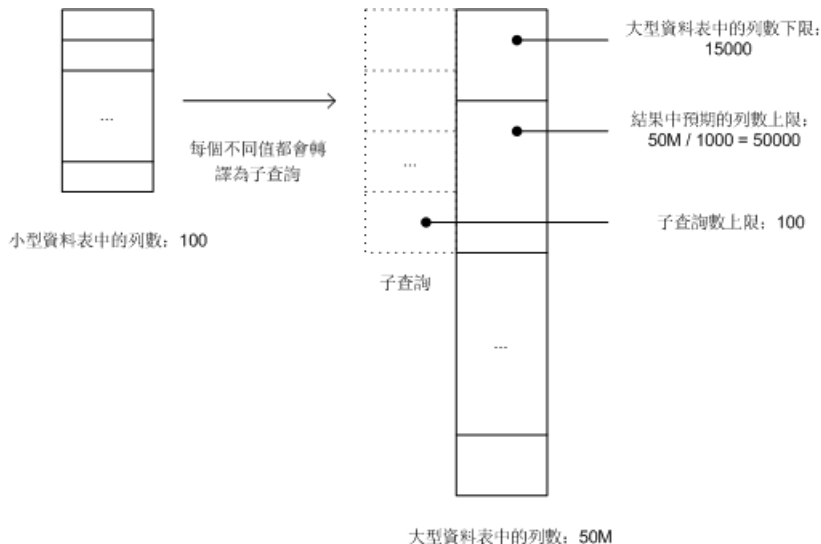 大型資料表中的列數下限：
15000
結果中預期的列數上限：
50M / 1000 = 50000
每個不同值都會轉
譯為子查詢
...
...
子查詢數上限：100
小型資料表中的列數：100
子查詢
...
大型資料表中的列數：50M